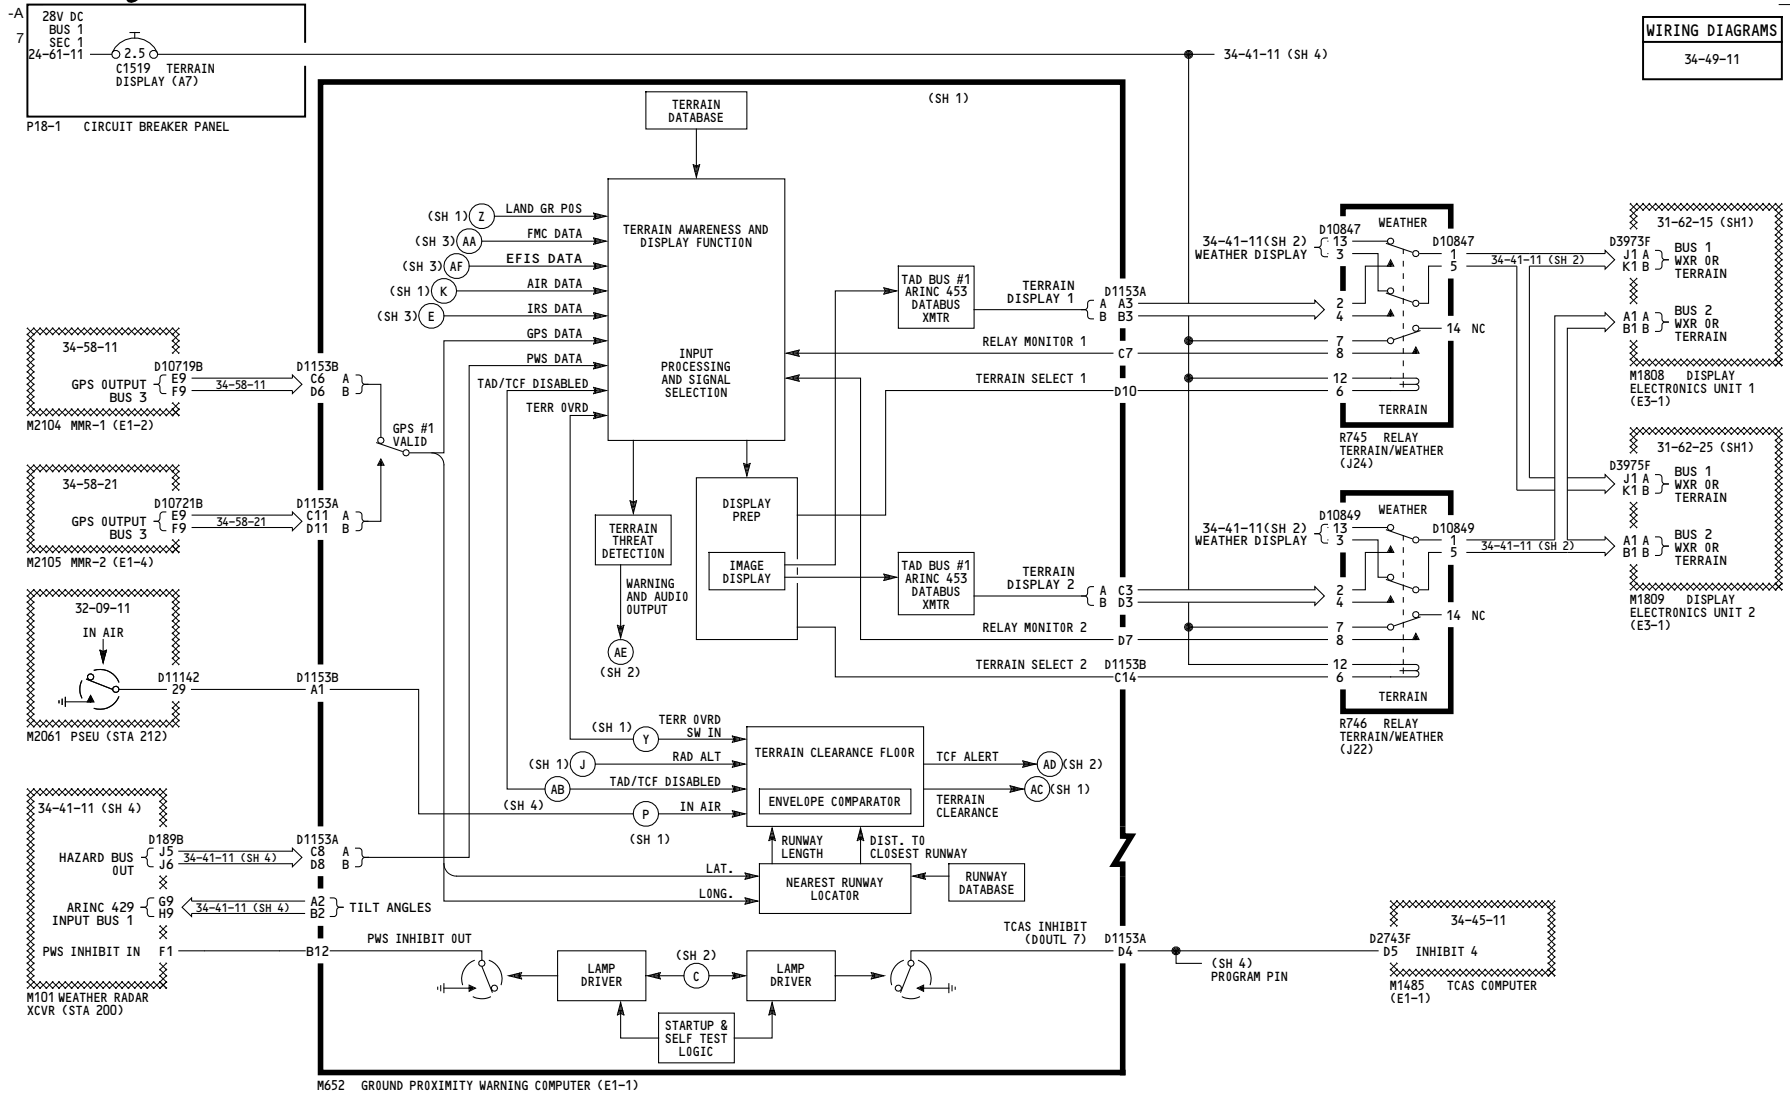 -A
7
28V DC
BUS 1
SEC 1
24-61-11
2.5
C1519 TERRAIN
DISPLAY (A7)
P18-1 CIRCUIT BREAKER PANEL
34-41-11 (SH 4)
WIRING DIAGRAMS
34-49-11
(SH 1)
TERRAIN
DATABASE
TERRAIN AWARENESS AND
DISPLAY FUNCTION
INPUT
PROCESSING
AND SIGNAL
SELECTION
(SH 1) Z LAND GR POS
(SH 3) AA FMC DATA
(SH 3) AF EFIS DATA
(SH 1) K AIR DATA
(SH 3) E IRS DATA
GPS DATA
PWS DATA
TAD/TCF DISABLED
TERR OVRD
34-58-11
D10719B
GPS OUTPUT
BUS 3
E9
F9
34-58-11
D1153B
C6 A
D6 B
M2104 MMR-1 (E1-2)
GPS #1
VALID
34-58-21
D10721B
GPS OUTPUT
BUS 3
E9
F9
34-58-21
D1153A
C11 A
D11 B
M2105 MMR-2 (E1-4)
32-09-11
IN AIR
D11142
29
D1153B
A1
M2061 PSEU (STA 212)
34-41-11 (SH 4)
D189B
HAZARD BUS
OUT
J5
J6
34-41-11 (SH 4)
D1153A
C8 A
D8 B
ARINC 429
INPUT BUS 1
G9
H9
34-41-11 (SH 4)
A2
B2
TILT ANGLES
PWS INHIBIT IN F1
B12
PWS INHIBIT OUT
M101 WEATHER RADAR
XCVR (STA 200)
DISPLAY
PREP
IMAGE
DISPLAY
TERRAIN
THREAT
DETECTION
WARNING
AND AUDIO
OUTPUT
AE
(SH 2)
TAD BUS #1
ARINC 453
DATABUS
XMTR
TERRAIN
DISPLAY 1
D1153A
A A3
B B3
RELAY MONITOR 1
C7
TERRAIN SELECT 1
D10
TAD BUS #1
ARINC 453
DATABUS
XMTR
TERRAIN
DISPLAY 2
A C3
B D3
RELAY MONITOR 2
D7
TERRAIN SELECT 2
D1153B
C14
(SH 1) Y
TERR OVRD
SW IN
(SH 1) J RAD ALT
AB TAD/TCF DISABLED
(SH 4)
P IN AIR
(SH 1)
TERRAIN CLEARANCE FLOOR
ENVELOPE COMPARATOR
TCF ALERT
AD (SH 2)
AC (SH 1)
TERRAIN
CLEARANCE
RUNWAY
LENGTH
DIST. TO
CLOSEST RUNWAY
LAT.
LONG.
NEAREST RUNWAY
LOCATOR
RUNWAY
DATABASE
LAMP
DRIVER
(SH 2)
C
LAMP
DRIVER
STARTUP &
SELF TEST
LOGIC
TCAS INHIBIT
(DOUTL 7)
D1153A
D4
(SH 4)
PROGRAM PIN
34-45-11
D2743F
D5 INHIBIT 4
M1485 TCAS COMPUTER
(E1-1)
M652 GROUND PROXIMITY WARNING COMPUTER (E1-1)
WEATHER
D10847
34-41-11(SH 2)
WEATHER DISPLAY
13
3
D10847
1
5
34-41-11 (SH 2)
2
4
14 NC
7
8
12
6
TERRAIN
R745 RELAY
TERRAIN/WEATHER
(J24)
WEATHER
D10849
34-41-11(SH 2)
WEATHER DISPLAY
13
3
D10849
1
5
34-41-11 (SH 2)
2
4
14 NC
7
8
12
6
TERRAIN
R746 RELAY
TERRAIN/WEATHER
(J22)
31-62-15 (SH1)
D3973F
J1 A
K1 B
BUS 1
WXR OR
TERRAIN
A1 A
B1 B
BUS 2
WXR OR
TERRAIN
M1808 DISPLAY
ELECTRONICS UNIT 1
(E3-1)
31-62-25 (SH1)
D3975F
J1 A
K1 B
BUS 1
WXR OR
TERRAIN
A1 A
B1 B
BUS 2
WXR OR
TERRAIN
M1809 DISPLAY
ELECTRONICS UNIT 2
(E3-1)